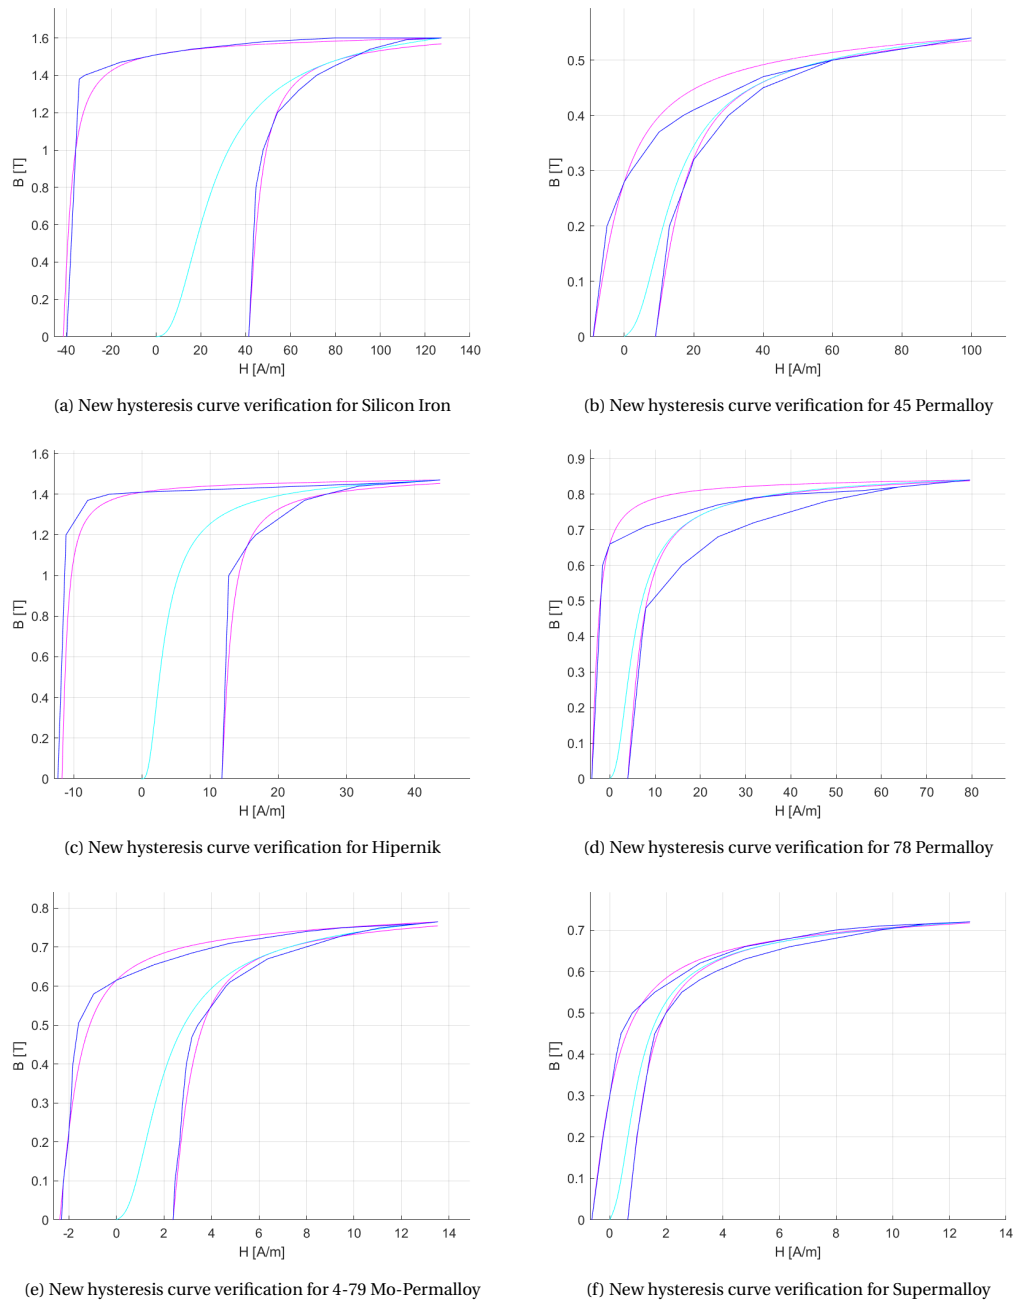 1.6
1.4
1.2
1
0.8
0.6
0.4
0.2
0
B [T]
-40 -20 0 20 40 60 80 100 120 140
H [A/m]
(a) New hysteresis curve verification for Silicon Iron
0.5
0.4
0.3
0.2
0.1
0
B [T]
0 20 40 60 80 100
H [A/m]
(b) New hysteresis curve verification for 45 Permalloy
1.6
1.4
1.2
1
0.8
0.6
0.4
0.2
0
B [T]
-10 0 10 20 30 40
H [A/m]
(c) New hysteresis curve verification for Hipernik
0.9
0.8
0.7
0.6
0.5
0.4
0.3
0.2
0.1
0
B [T]
0 10 20 30 40 50 60 70 80
H [A/m]
(d) New hysteresis curve verification for 78 Permalloy
0.8
0.7
0.6
0.5
0.4
0.3
0.2
0.1
0
B [T]
-2 0 2 4 6 8 10 12 14
H [A/m]
(e) New hysteresis curve verification for 4-79 Mo-Permalloy
0.7
0.6
0.5
0.4
0.3
0.2
0.1
0
B [T]
0 2 4 6 8 10 12 14
H [A/m]
(f) New hysteresis curve verification for Supermalloy